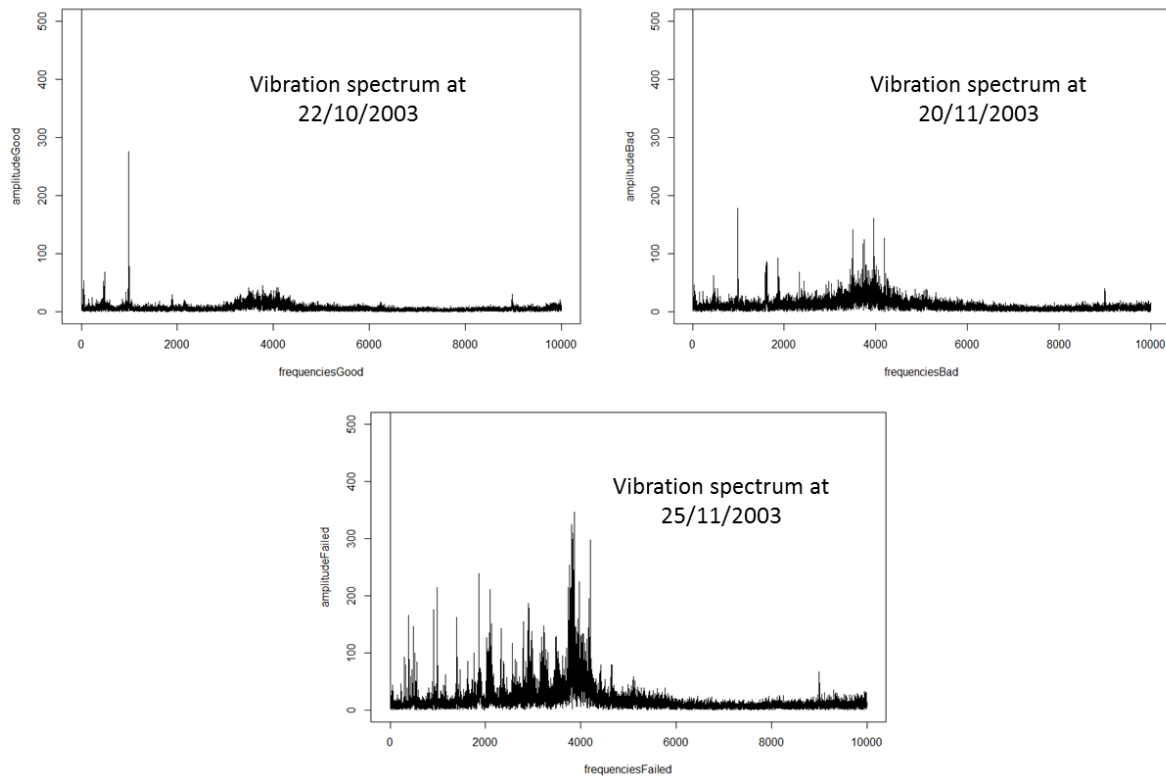 Vibration spectrum at
22/10/2003
amplitudeGood
500
400
300
200
100
0
0 2000 4000 6000 8000 10000
frequenciesGood
Vibration spectrum at
20/11/2003
amplitudeBad
500
400
300
200
100
0
0 2000 4000 6000 8000 10000
frequenciesBad
Vibration spectrum at
25/11/2003
amplitudeFailed
500
400
300
200
100
0
0 2000 4000 6000 8000 10000
frequenciesFailed